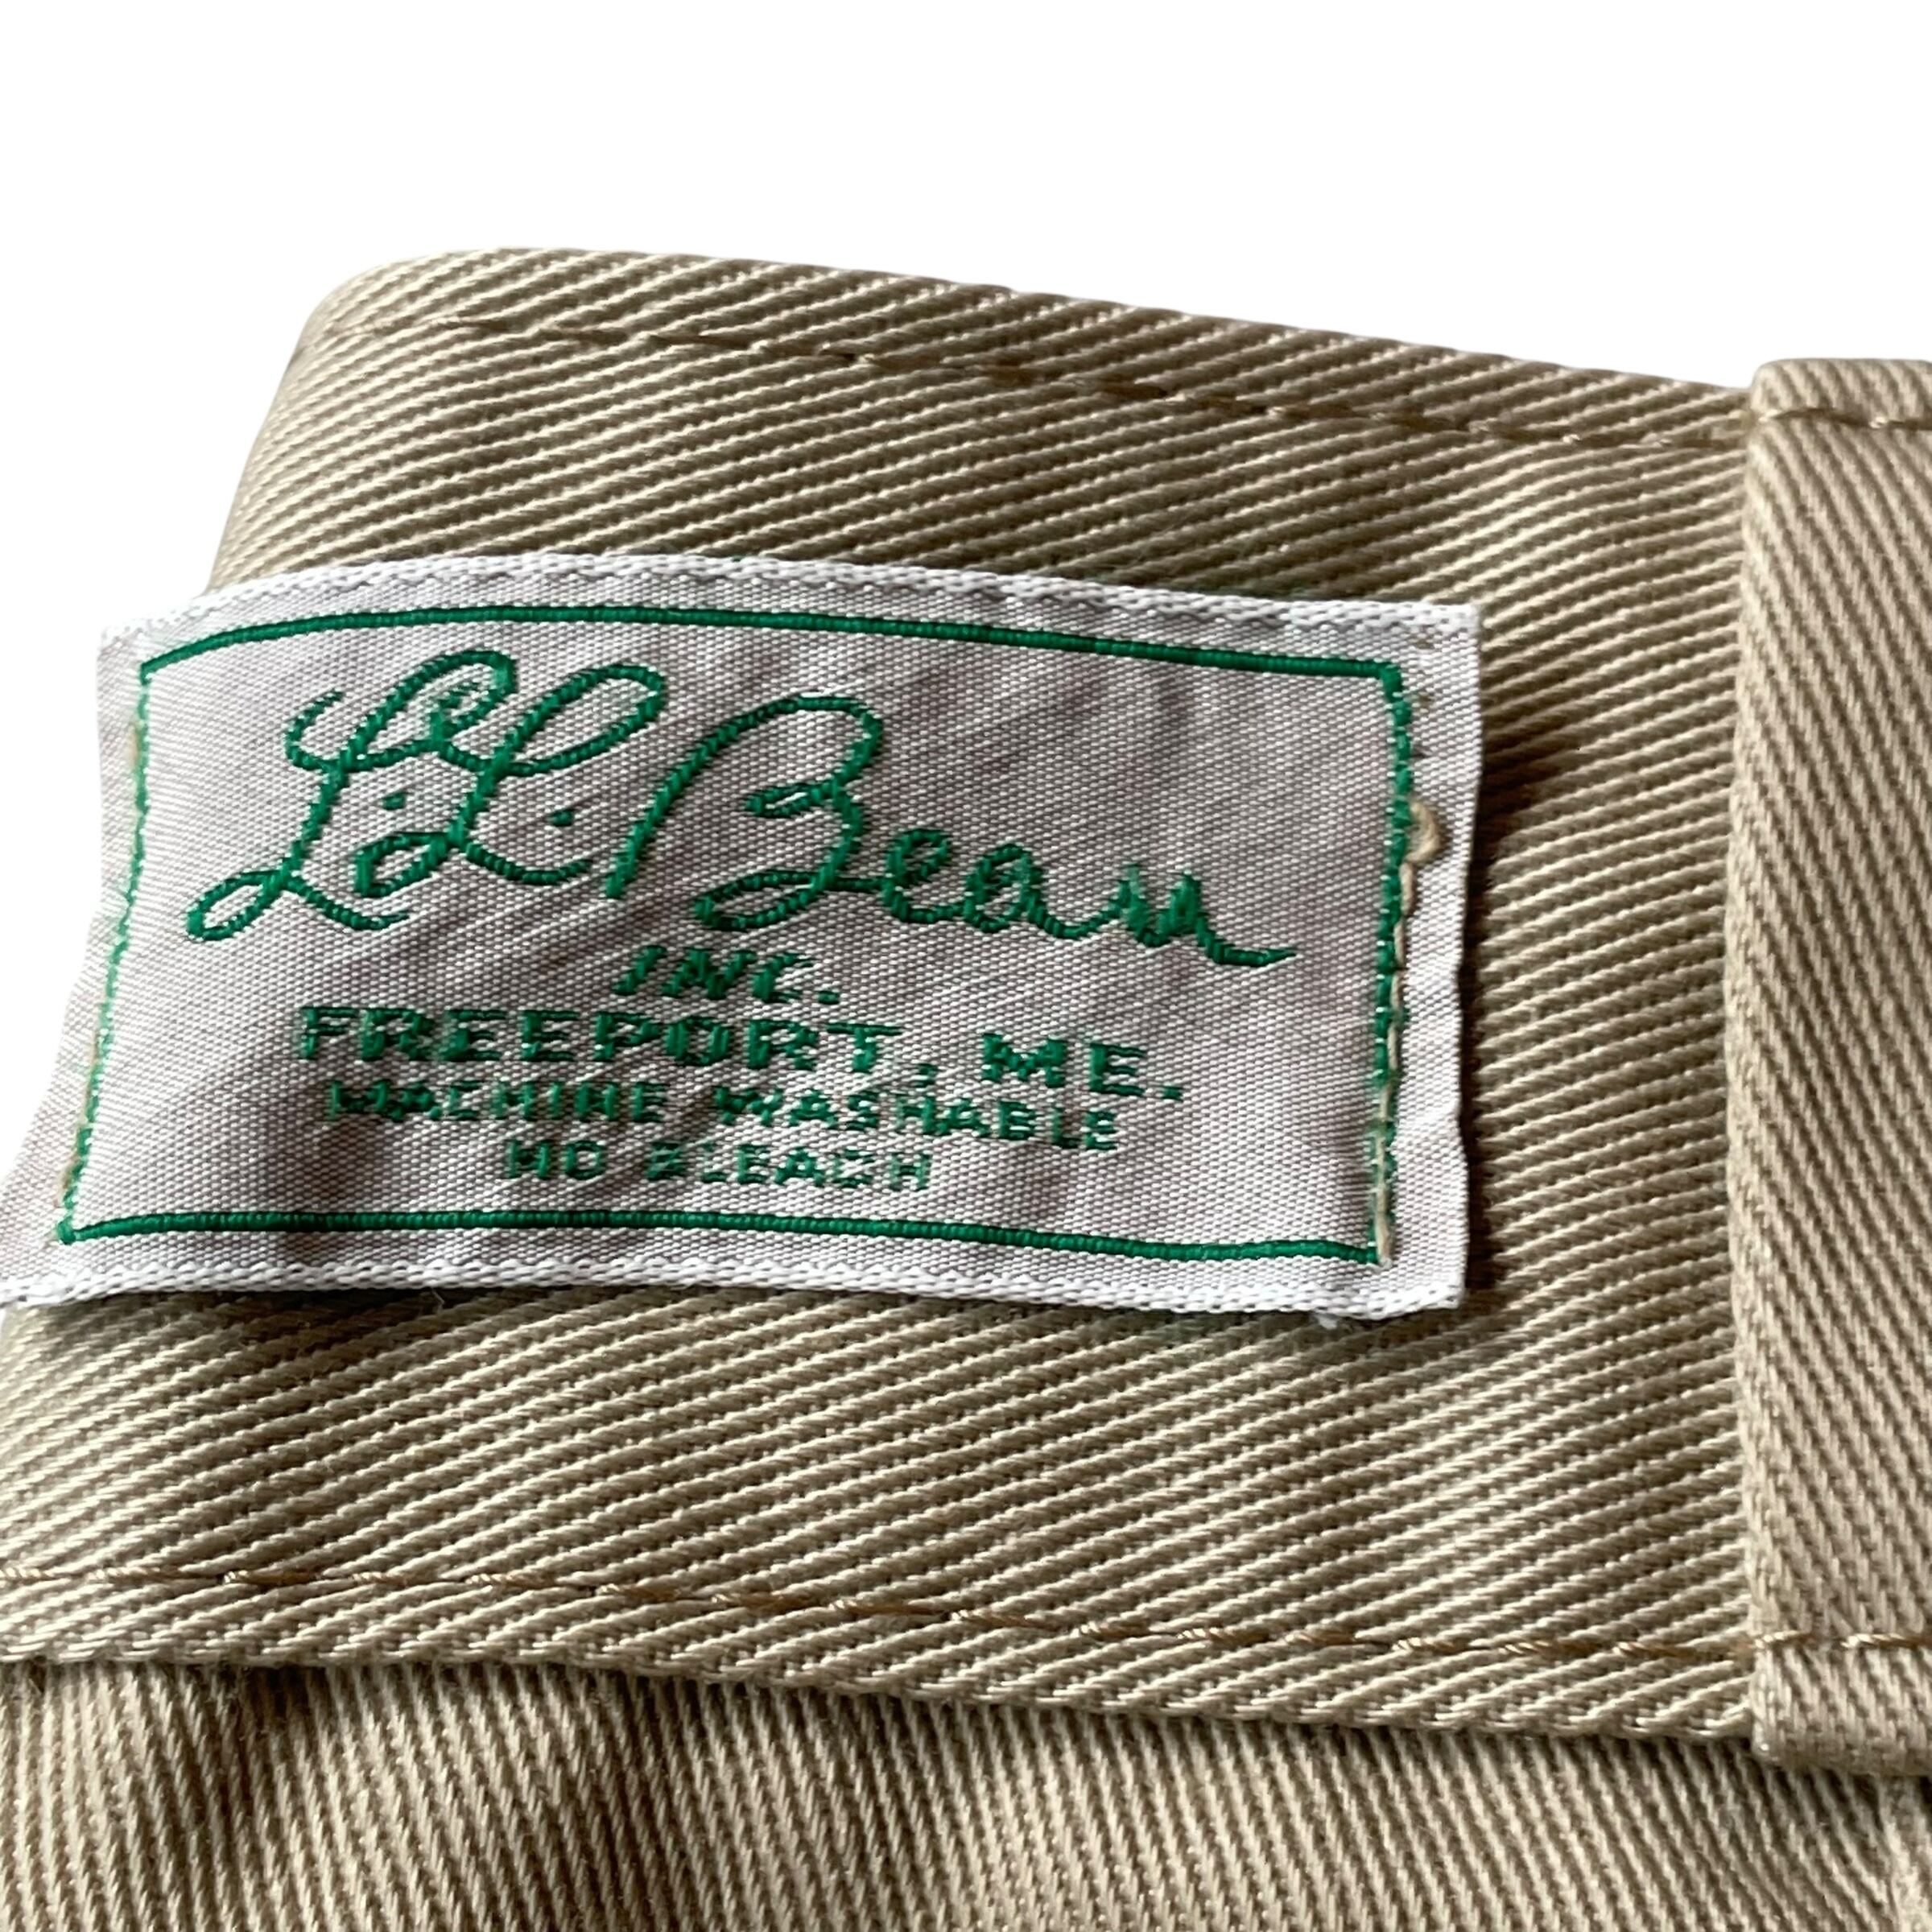 L.L. Bean
INC.
FREEPORT, ME.
MACHINE WASHABLE
NO BLEACH